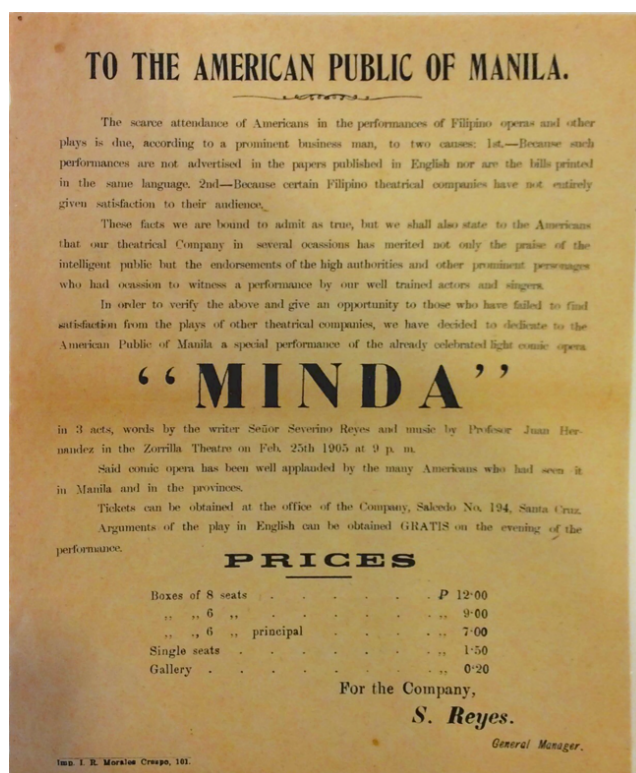 TO THE AMERICAN PUBLIC OF MANILA.
The scarce attendance of Americans in the performances of Filipino operas and other
plays is due, according to a prominent business man, to two causes: 1st.—Because such
performances are not advertised in the papers published in English nor are the bills printed
in the same language. 2nd—Because certain Filipino theatrical companies have not entirely
given satisfaction to their audience.
These facts we are bound to admit as true, but we shall also state to the Americans
that our theatrical Company in several ocassions has merited not only the praise of the
intelligent public but the endorsements of the high authorities and other prominent personages
who had ocassion to witness a performance by our well trained actors and singers.
In order to verify the above and give an opportunity to those who have failed to find
satisfaction from the plays of other theatrical companies, we have decided to dedicate to the
American Public of Manila a special performance of the already celebrated light comic opera
“MINDA”
in 3 acts, words by the writer Señor Severino Reyes and music by Profesor Juan Her-
nandez in the Zorrilla Theatre on Feb. 25th 1905 at 9 p. m.
Said comic opera has been well applauded by the many Americans who had seen it
in Manila and in the provinces.
Tickets can be obtained at the office of the Company, Salcedo No. 194, Santa Cruz.
Arguments of the play in English can be obtained GRATIS on the evening of the
performance.
PRICES
Boxes of 8 seats . . . . . . P 12·00
„ „ 6 „ . . . . . . „ 9·00
„ „ 6 „ principal . . . . „ 7·00
Single seats . . . . . . „ 1·50
Gallery . . . . . . . „ 0·20
For the Company,
S. Reyes.
General Manager.
Imp. I. R. Morales Crespo, 101.